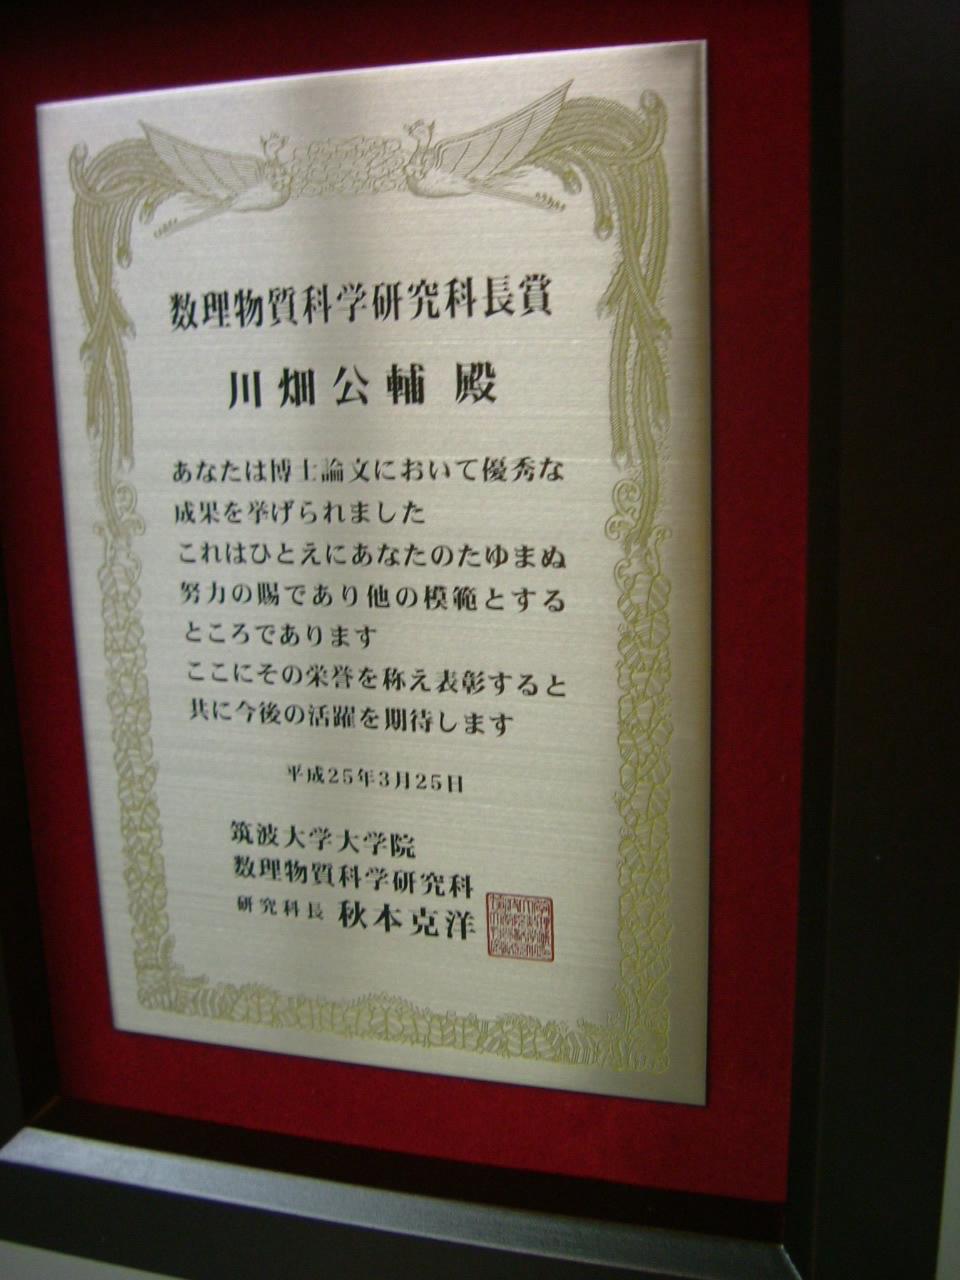 数理物質科学研究科長賞
川畑公輔 殿
あなたは博士論文において優秀な
成果を挙げられました
これはひとえにあなたのたゆまぬ
努力の賜であり他の模範とする
ところであります
ここにその栄誉を称え表彰すると
共に今後の活躍を期待します
平成25年3月25日
筑波大学大学院
数理物質科学研究科
研究科長 秋本克洋